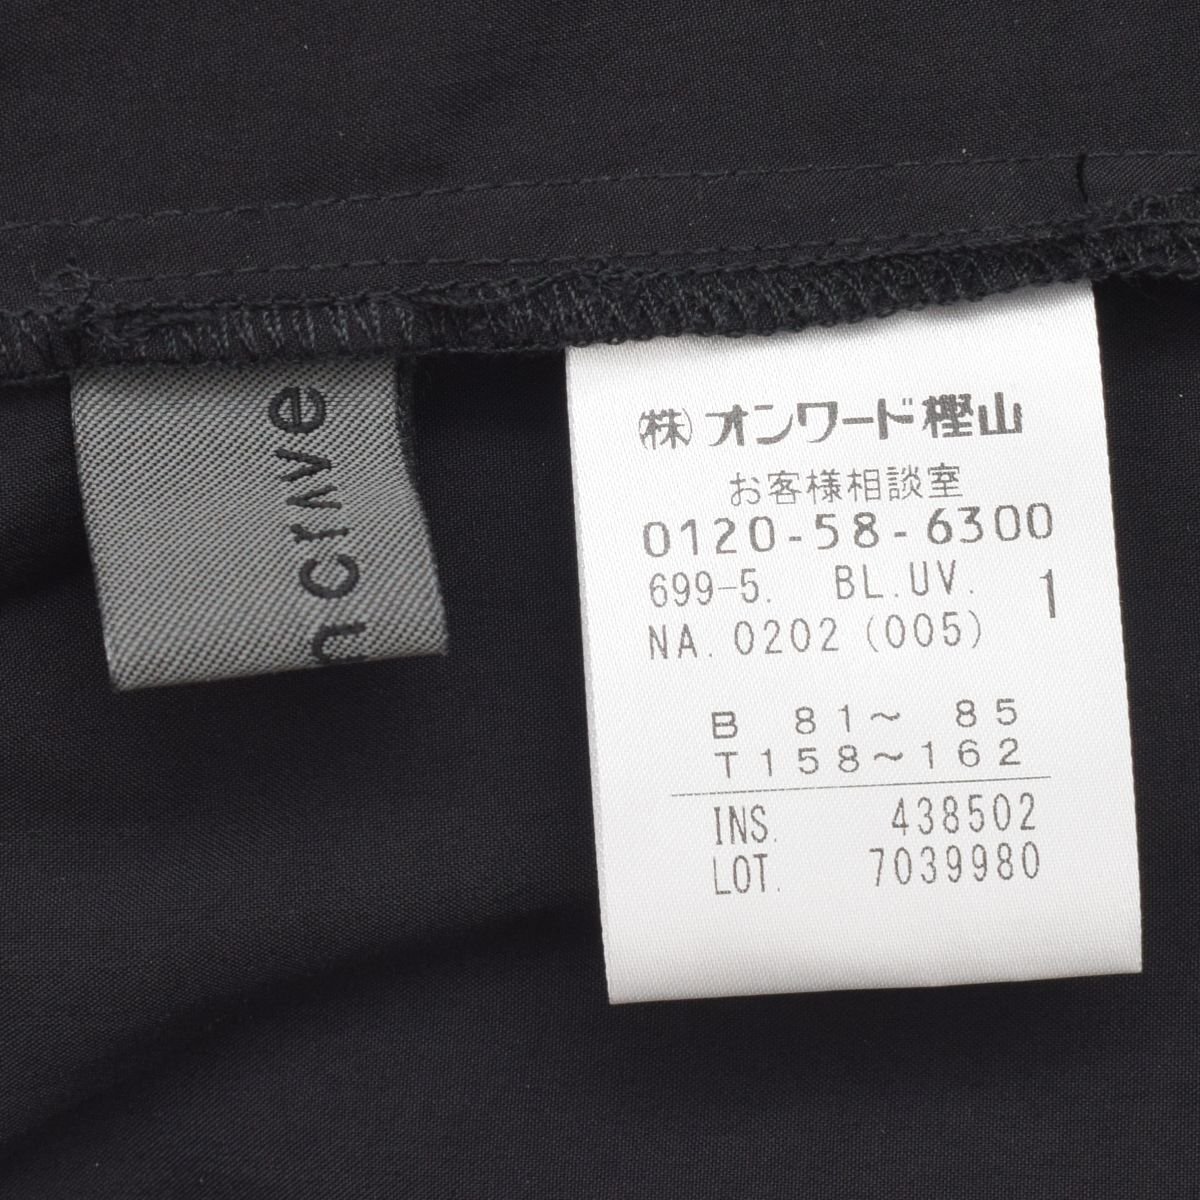 ncrwe
㈱オンワード樫山
お客様相談室
0120-58-6300
699-5. BL.UV. 1
NA. 0202 (005)
B 81~ 85
T158~162
INS. 438502
LOT. 7039980